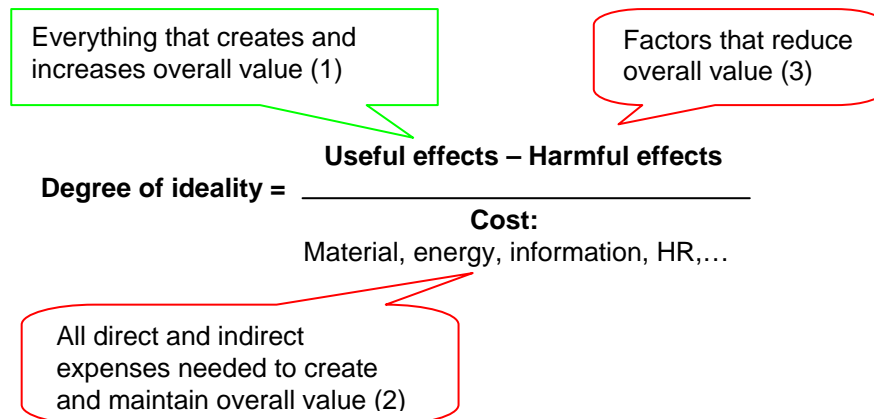 Everything that creates and
increases overall value (1)
Factors that reduce
overall value (3)
Useful effects – Harmful effects
Degree of ideality =
Cost:
Material, energy, information, HR,…
All direct and indirect
expenses needed to create
and maintain overall value (2)